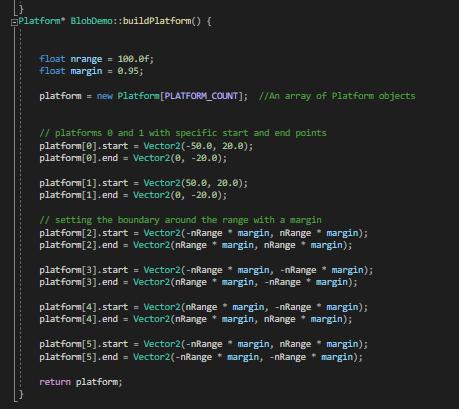 }
Platform* BlobDemo::buildPlatform() {
float nrange = 100.0f;
float margin = 0.95;
platform = new Platform[PLATFORM_COUNT]; //An array of Platform objects
// platforms 0 and 1 with specific start and end points
platform[0].start = Vector2(-50.0, 20.0);
platform[0].end = Vector2(0, -20.0);
platform[1].start = Vector2(50.0, 20.0);
platform[1].end = Vector2(0, -20.0);
// setting the boundary around the range with a margin
platform[2].start = Vector2(-nRange * margin, nRange * margin);
platform[2].end = Vector2(nRange * margin, nRange * margin);
platform[3].start = Vector2(-nRange * margin, -nRange * margin);
platform[3].end = Vector2(nRange * margin, -nRange * margin);
platform[4].start = Vector2(nRange * margin, -nRange * margin);
platform[4].end = Vector2(nRange * margin, nRange * margin);
platform[5].start = Vector2(-nRange * margin, nRange * margin);
platform[5].end = Vector2(-nRange * margin, -nRange * margin);
return platform;
}